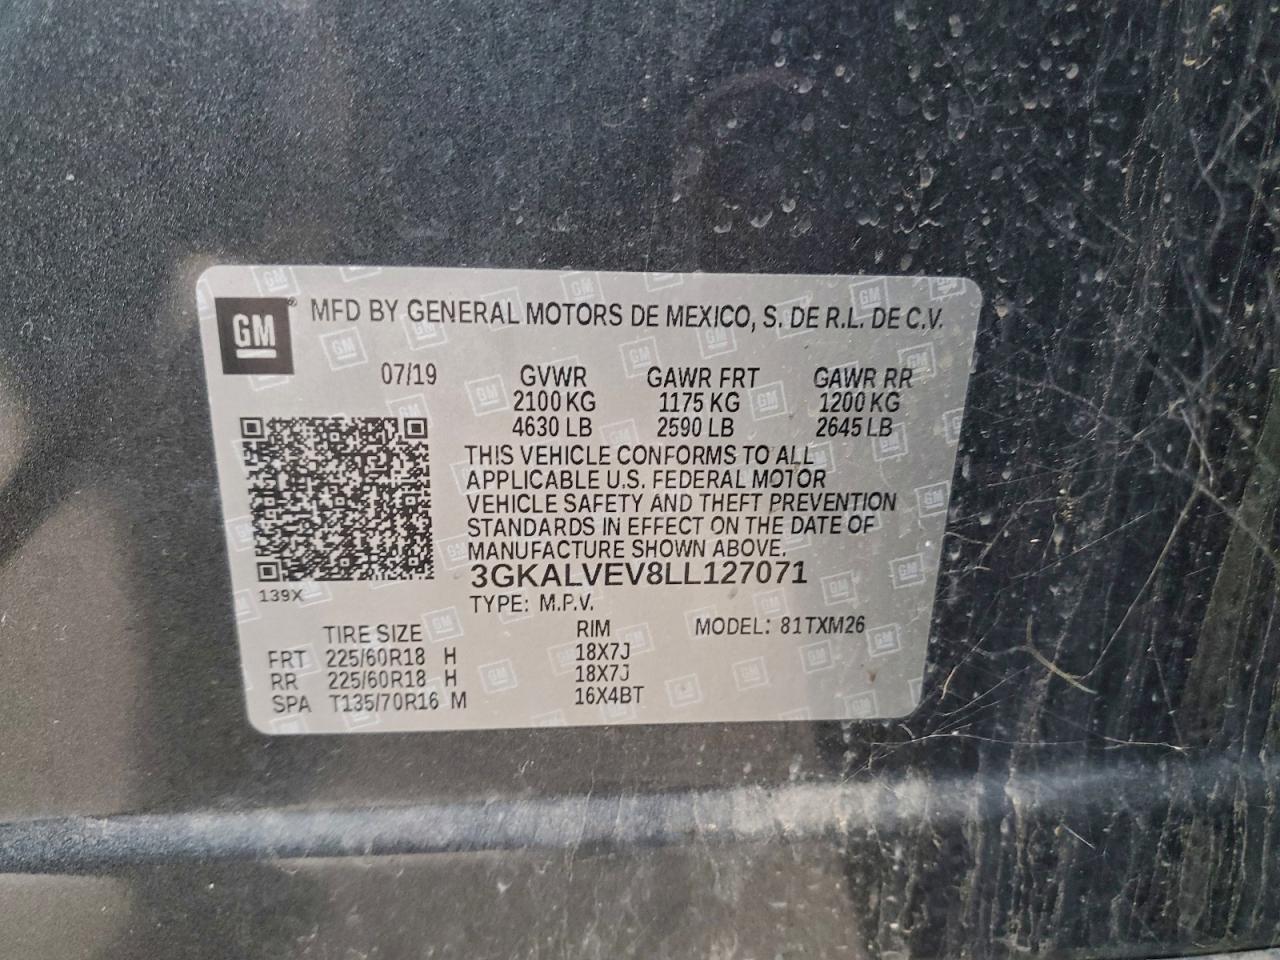 GM ® MFD BY GENERAL MOTORS DE MEXICO, S. DE R.L. DE C.V.
07/19 GVWR GAWR FRT GAWR RR
2100 KG 1175 KG 1200 KG
4630 LB 2590 LB 2645 LB
THIS VEHICLE CONFORMS TO ALL
APPLICABLE U.S. FEDERAL MOTOR
VEHICLE SAFETY AND THEFT PREVENTION
STANDARDS IN EFFECT ON THE DATE OF
MANUFACTURE SHOWN ABOVE.
3GKALVEV8LL127071
139X
TYPE: M.P.V.
TIRE SIZE RIM MODEL: 81TXM26
FRT 225/60R18 H 18X7J
RR 225/60R18 H 18X7J
SPA T135/70R16 M 16X4BT